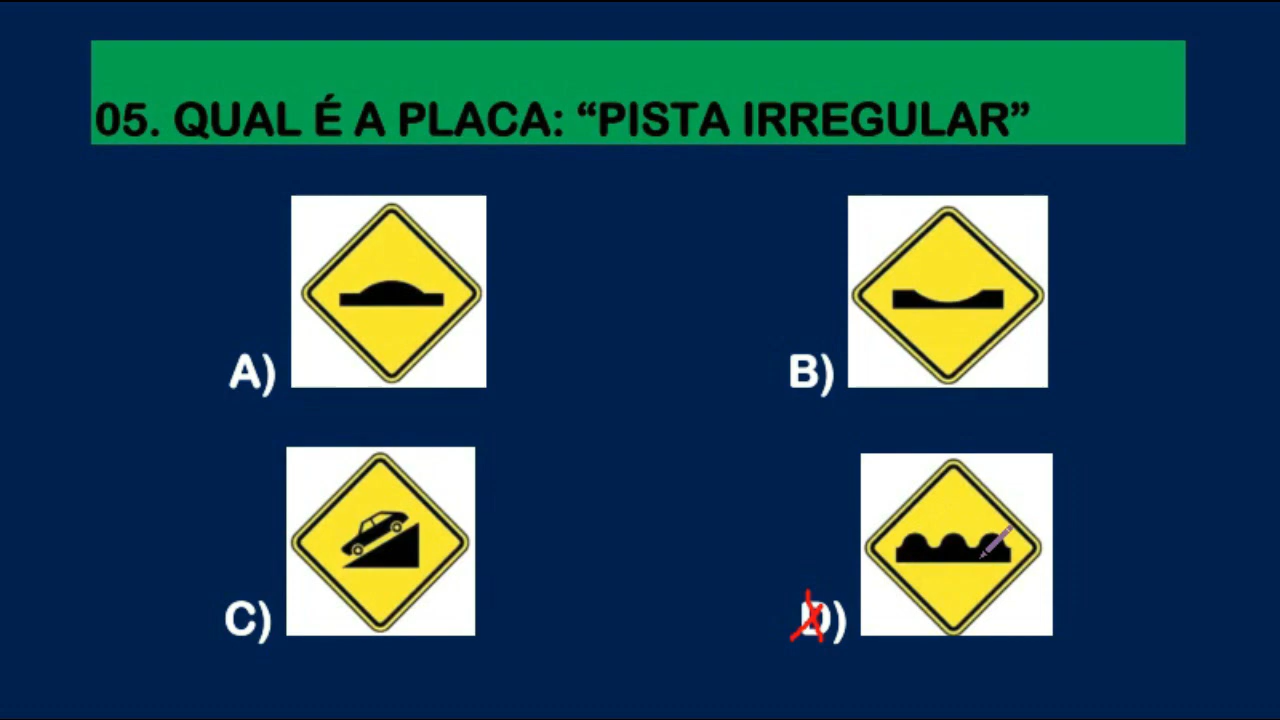 05. QUAL É A PLACA: “PISTA IRREGULAR”
A)
B)
C)
D)